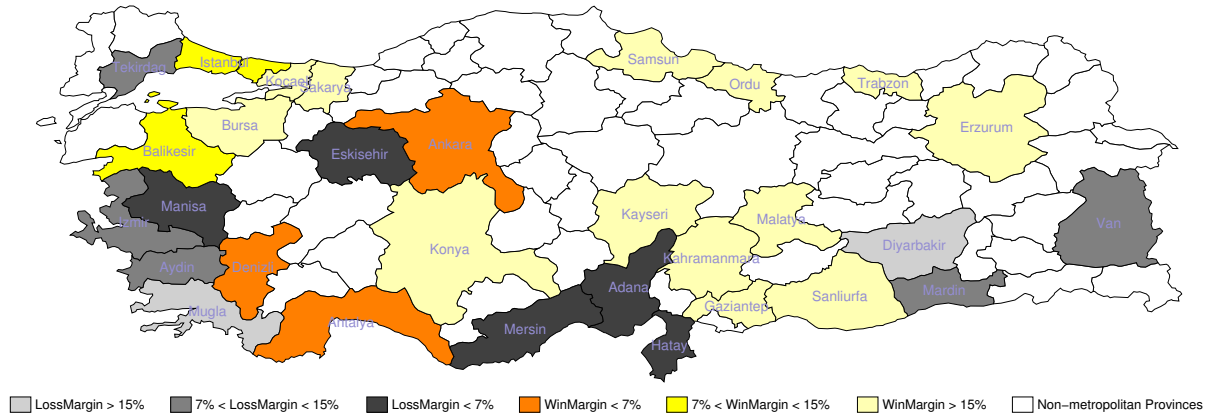 Samsun
Istanbul
Tekirdag
Kocaeli
Sakarya
Ordu
Trabzon
Bursa
Erzurum
Ankara
Balikesir
Eskisehir
Manisa
Kayseri
Malatya
Izmir
Van
Konya
Diyarbakir
Kahramanmara
Aydin
Denizli
Adana
Mardin
Sanliurfa
Gaziantep
Mugla
Antalya
Mersin
Hatay
LossMargin > 15% 7% < LossMargin < 15% LossMargin < 7% WinMargin < 7% 7% < WinMargin < 15% WinMargin > 15% Non−metropolitan Provinces